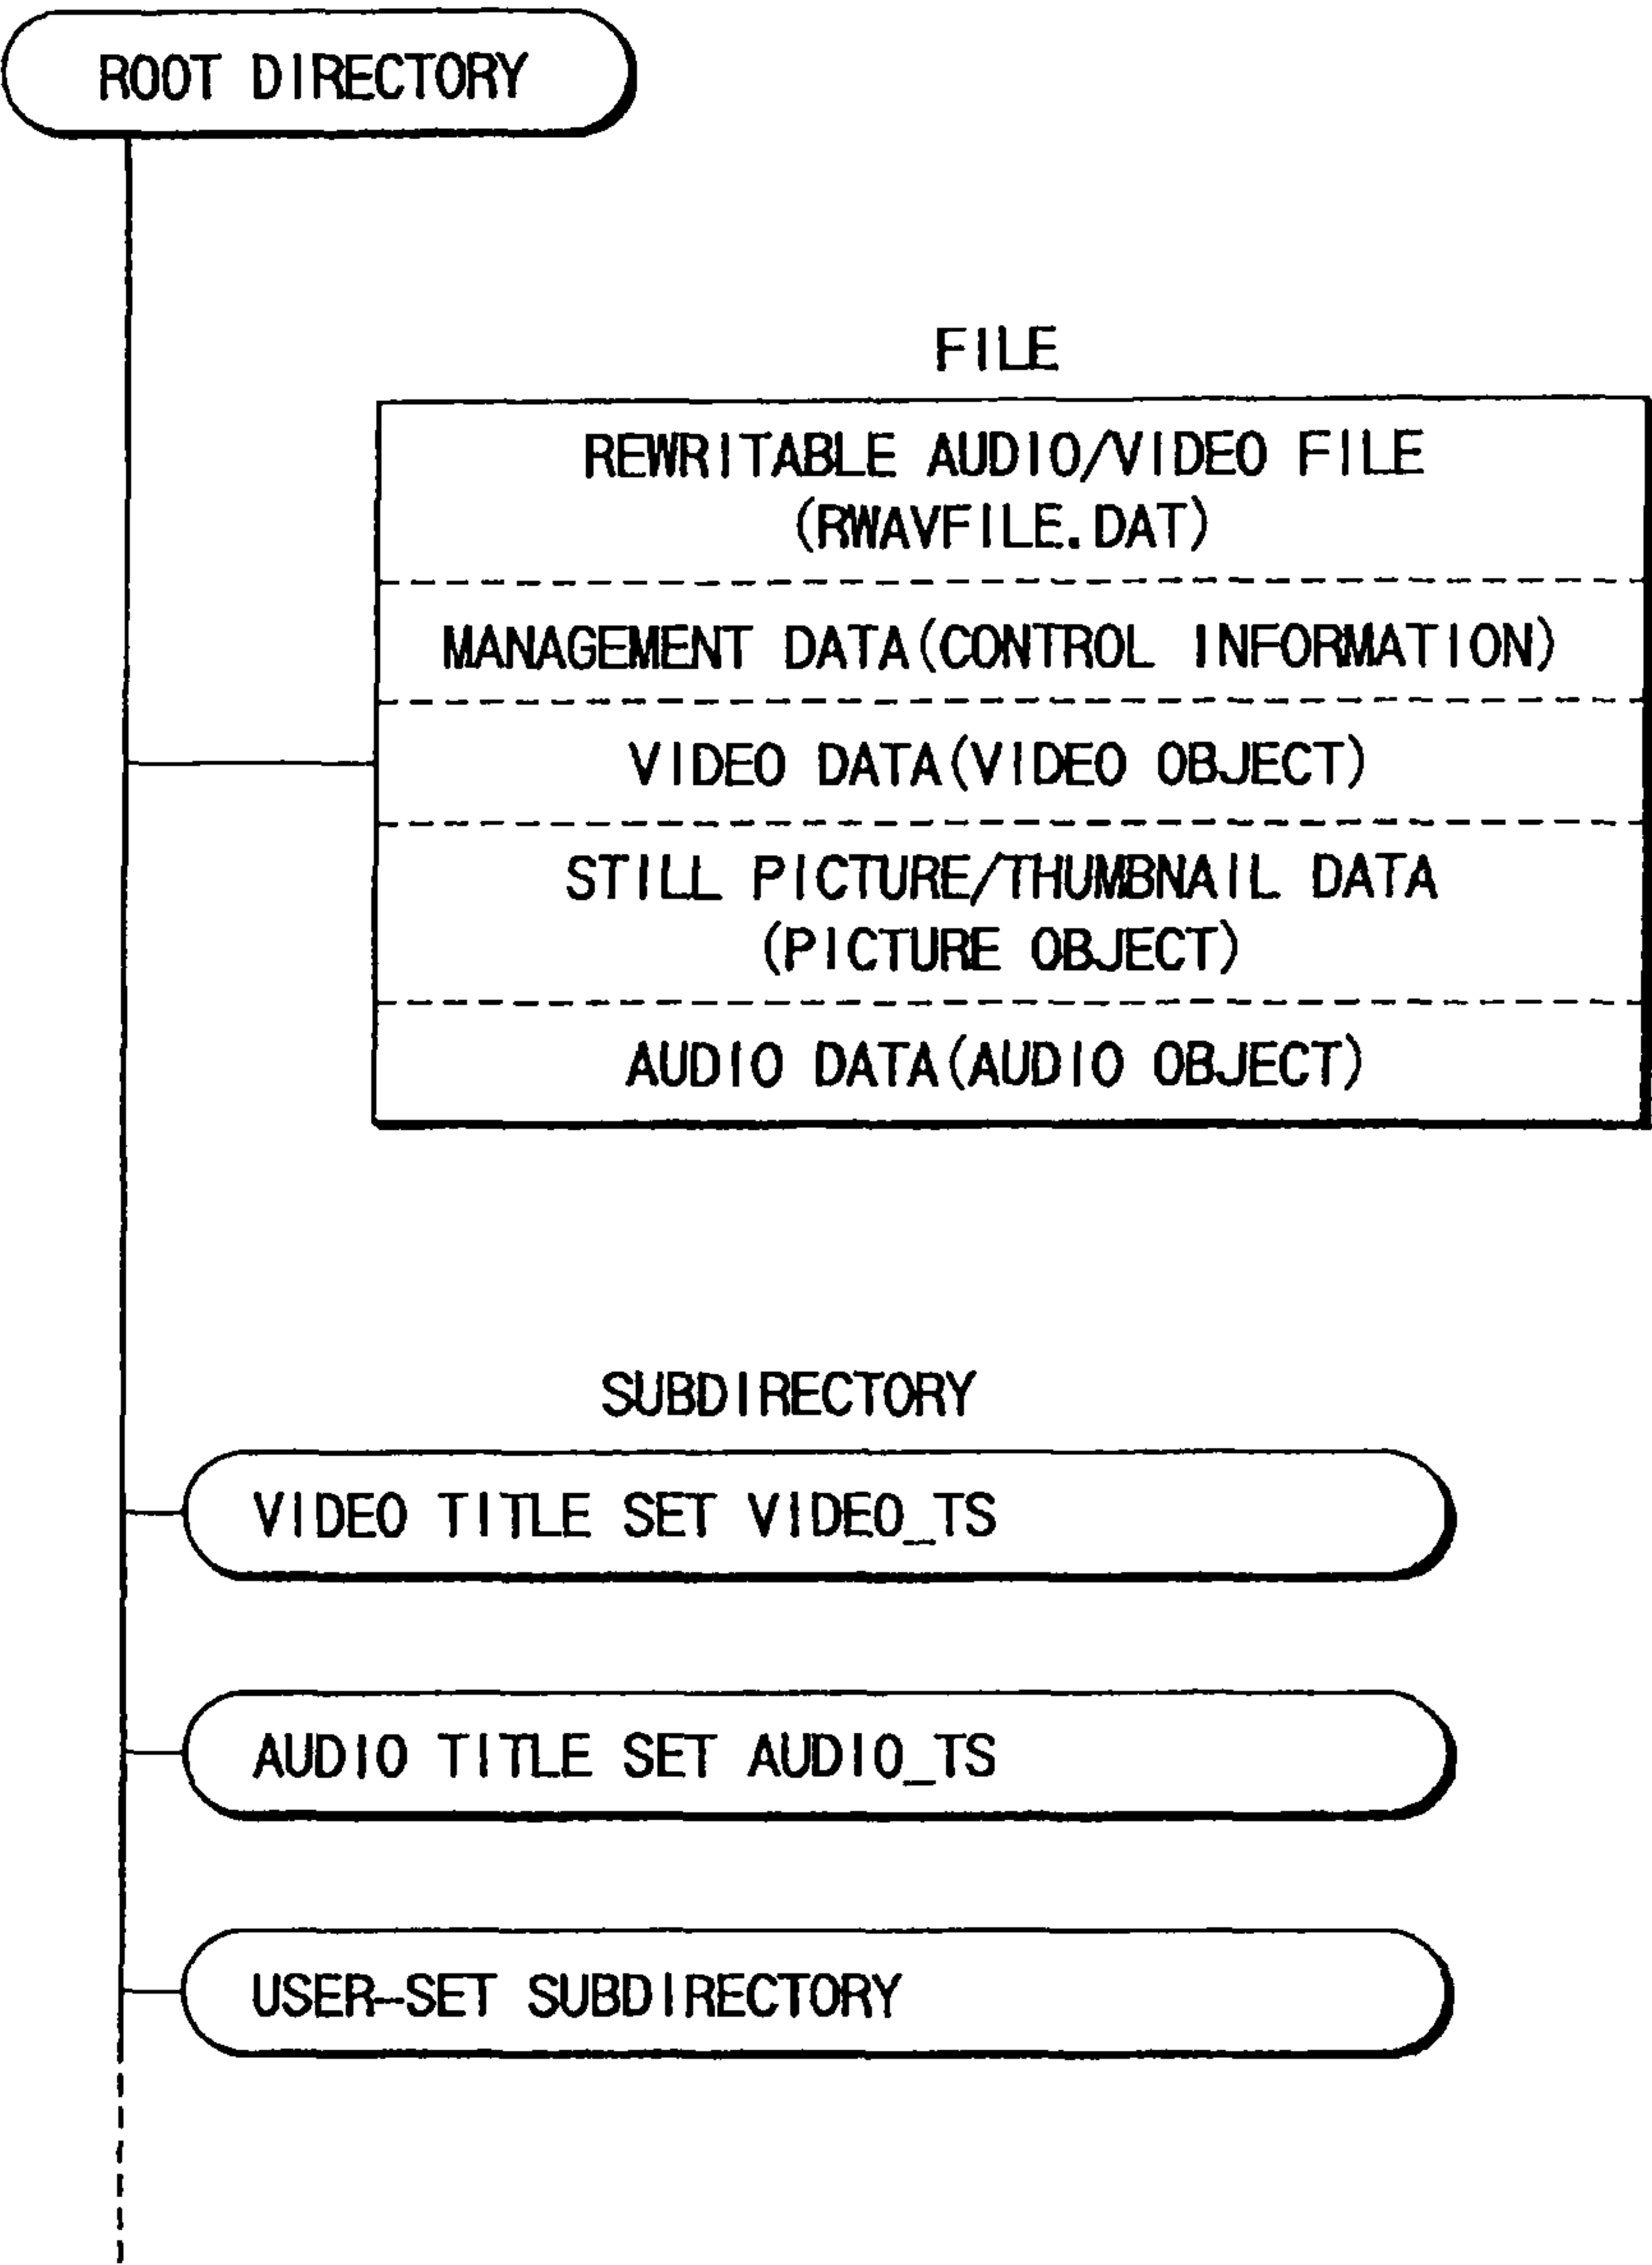 ROOT DIRECTORY
FILE
REWRITABLE AUDIO/VIDEO FILE
(RWAVFILE.DAT)
MANAGEMENT DATA(CONTROL INFORMATION)
VIDEO DATA(VIDEO OBJECT)
STILL PICTURE/THUMBNAIL DATA
(PICTURE OBJECT)
AUDIO DATA(AUDIO OBJECT)
SUBDIRECTORY
VIDEO TITLE SET VIDEO_TS
AUDIO TITLE SET AUDIO_TS
USER-SET SUBDIRECTORY